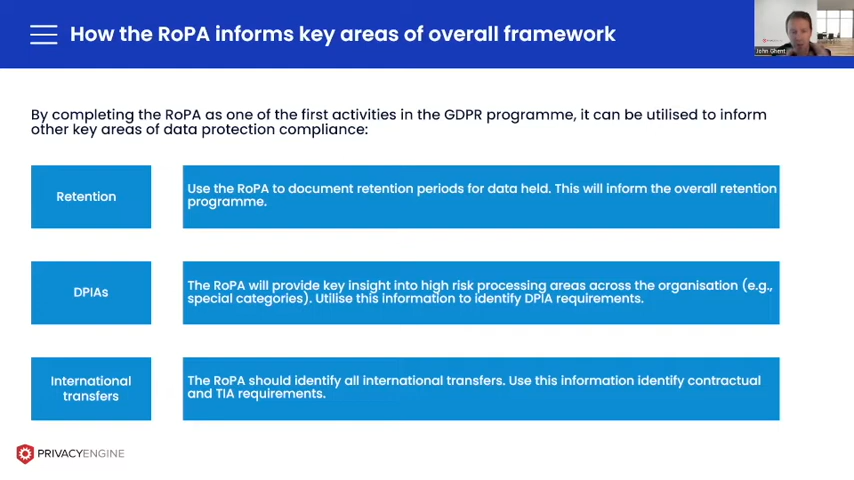 How the RoPA informs key areas of overall framework
John Ghent
By completing the RoPA as one of the first activities in the GDPR programme, it can be utilised to inform
other key areas of data protection compliance:
Retention
Use the RoPA to document retention periods for data held. This will inform the overall retention
programme.
DPIAs
The RoPA will provide key insight into high risk processing areas across the organisation (e.g.,
special categories). Utilise this information to identify DPIA requirements.
International
transfers
The RoPA should identify all international transfers. Use this information identify contractual
and TIA requirements.
PRIVACYENGINE